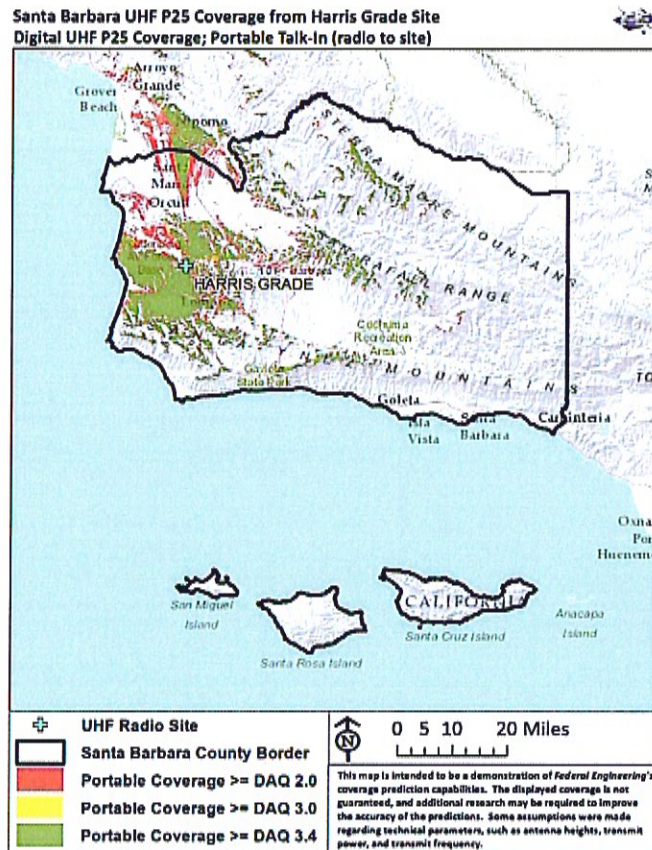 Santa Barbara UHF P25 Coverage from Harris Grade Site
Digital UHF P25 Coverage; Portable Talk-In (radio to site)
Arroyo
Grande
Grover
Beach
Orcutt
SIERRA MADRE MOUNTAINS
RAFAEL RANGE
HARRIS GRADE
Cachuma
Recreation
Area
Gaviota
State Park
MOUNTAINS
Goleta
Isla
Vista
Santa
Barbara
Carpinteria
Oxna
Por
Hueneme
San Miguel
Island
CALIFORNIA
Santa Rosa Island
Santa Cruz Island
Anacapa
Island
UHF Radio Site
Santa Barbara County Border
Portable Coverage >= DAQ 2.0
Portable Coverage >= DAQ 3.0
Portable Coverage >= DAQ 3.4
N
0 5 10 20 Miles
This map is intended to be a demonstration of Federal Engineering's
coverage prediction capabilities. The displayed coverage is not
guaranteed, and additional research may be required to improve
the accuracy of the predictions. Some assumptions were made
regarding technical parameters, such as antenna heights, transmit
power, and transmit frequency.